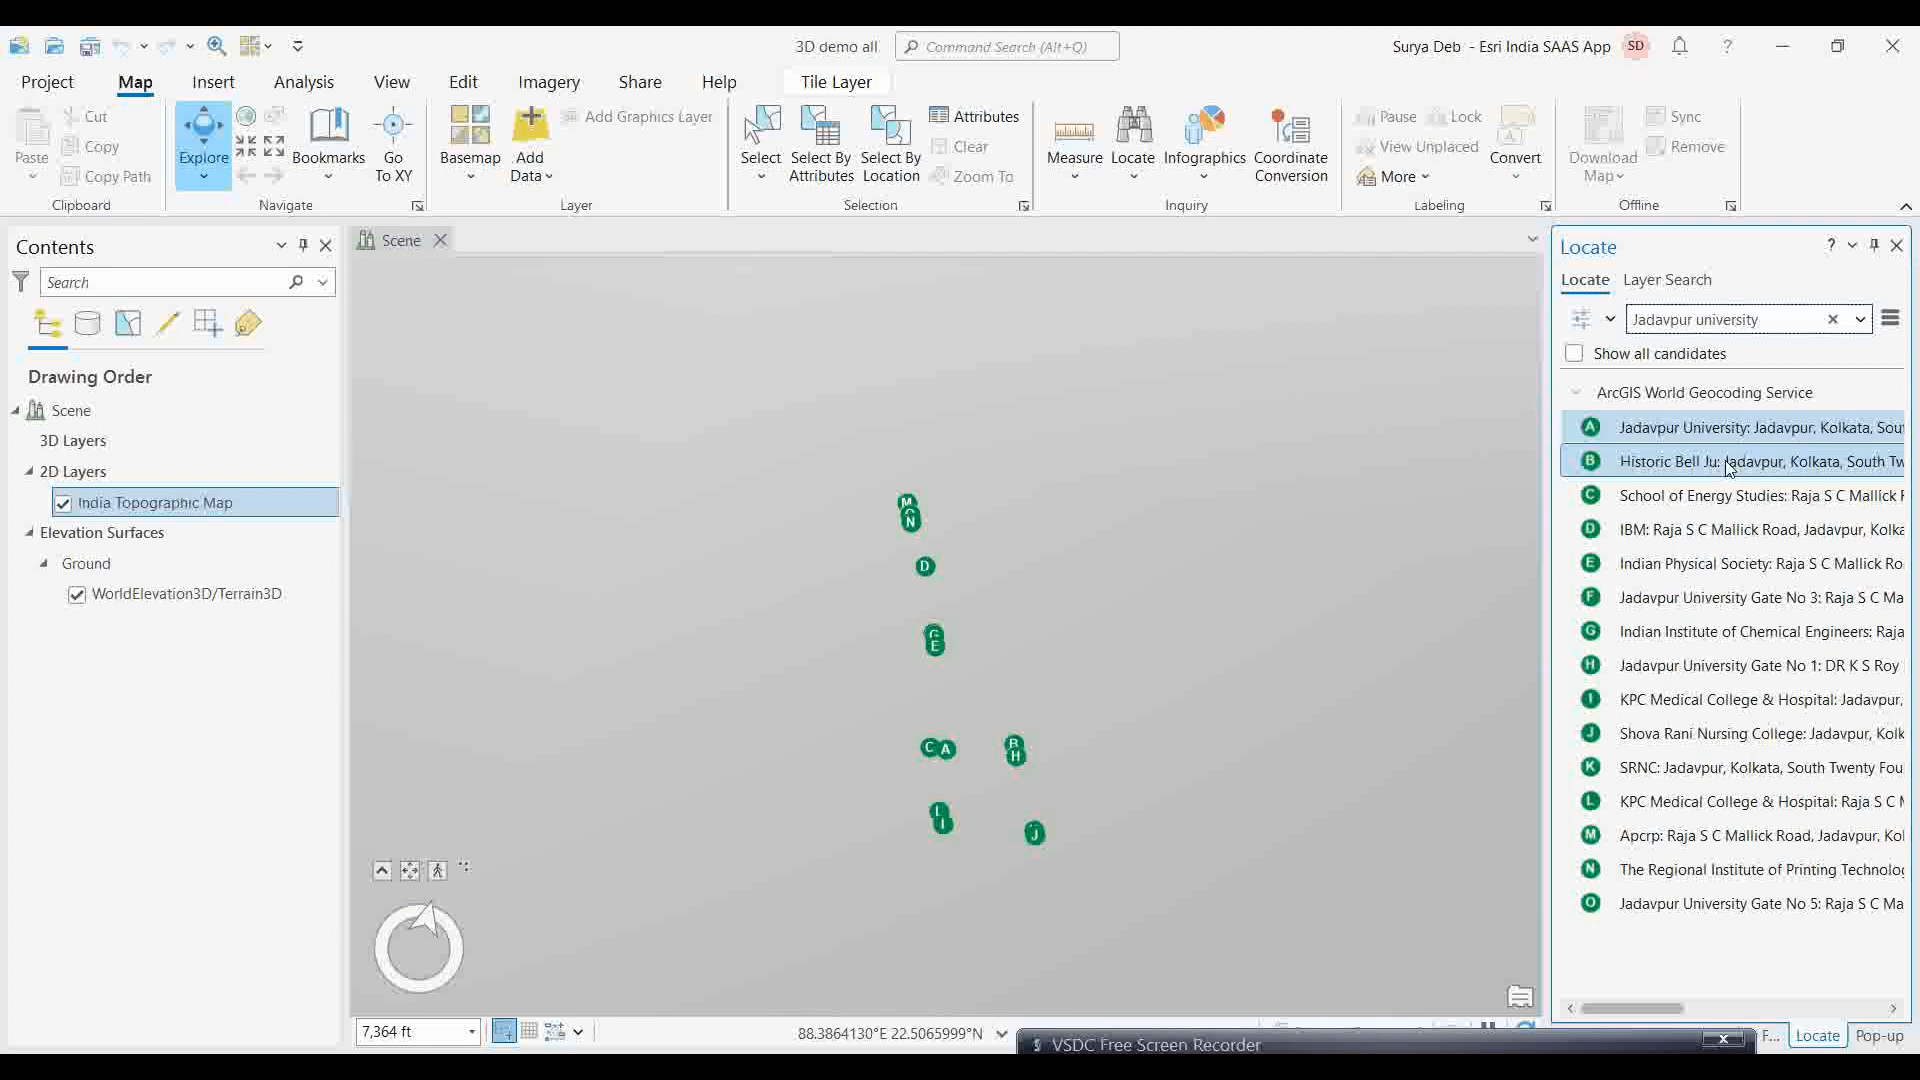 3D demo all
Command Search (Alt+Q)
Surya Deb - Esri India SAAS App
SD
?
Project
Map
Insert
Analysis
View
Edit
Imagery
Share
Help
Tile Layer
Paste
Cut
Copy
Copy Path
Clipboard
Explore
Bookmarks
Go
To XY
Navigate
Basemap
Add
Data
Add Graphics Layer
Layer
Select
Select By
Attributes
Select By
Location
Attributes
Clear
Zoom To
Selection
Measure
Locate
Infographics
Coordinate
Conversion
Inquiry
Pause
Lock
View Unplaced
More
Convert
Labeling
Download
Map
Sync
Remove
Offline
Contents
Search
Drawing Order
Scene
3D Layers
2D Layers
India Topographic Map
Elevation Surfaces
Ground
WorldElevation3D/Terrain3D
Scene
M
N
D
G
E
C
A
B
H
L
I
J
7,364 ft
88.3864130°E 22.5065999°N
VSDC Free Screen Recorder
Locate
?
Locate
Layer Search
Jadavpur university
Show all candidates
ArcGIS World Geocoding Service
A Jadavpur University: Jadavpur, Kolkata, Sou
B Historic Bell Ju: Jadavpur, Kolkata, South Tw
C School of Energy Studies: Raja S C Mallick
D IBM: Raja S C Mallick Road, Jadavpur, Kolka
E Indian Physical Society: Raja S C Mallick Ro
F Jadavpur University Gate No 3: Raja S C Ma
G Indian Institute of Chemical Engineers: Raja
H Jadavpur University Gate No 1: DR K S Roy
I KPC Medical College & Hospital: Jadavpur,
J Shova Rani Nursing College: Jadavpur, Kolk
K SRNC: Jadavpur, Kolkata, South Twenty Fou
L KPC Medical College & Hospital: Raja S C
M Apcrp: Raja S C Mallick Road, Jadavpur, Kol
N The Regional Institute of Printing Technolog
O Jadavpur University Gate No 5: Raja S C Ma
F...
Locate
Pop-up